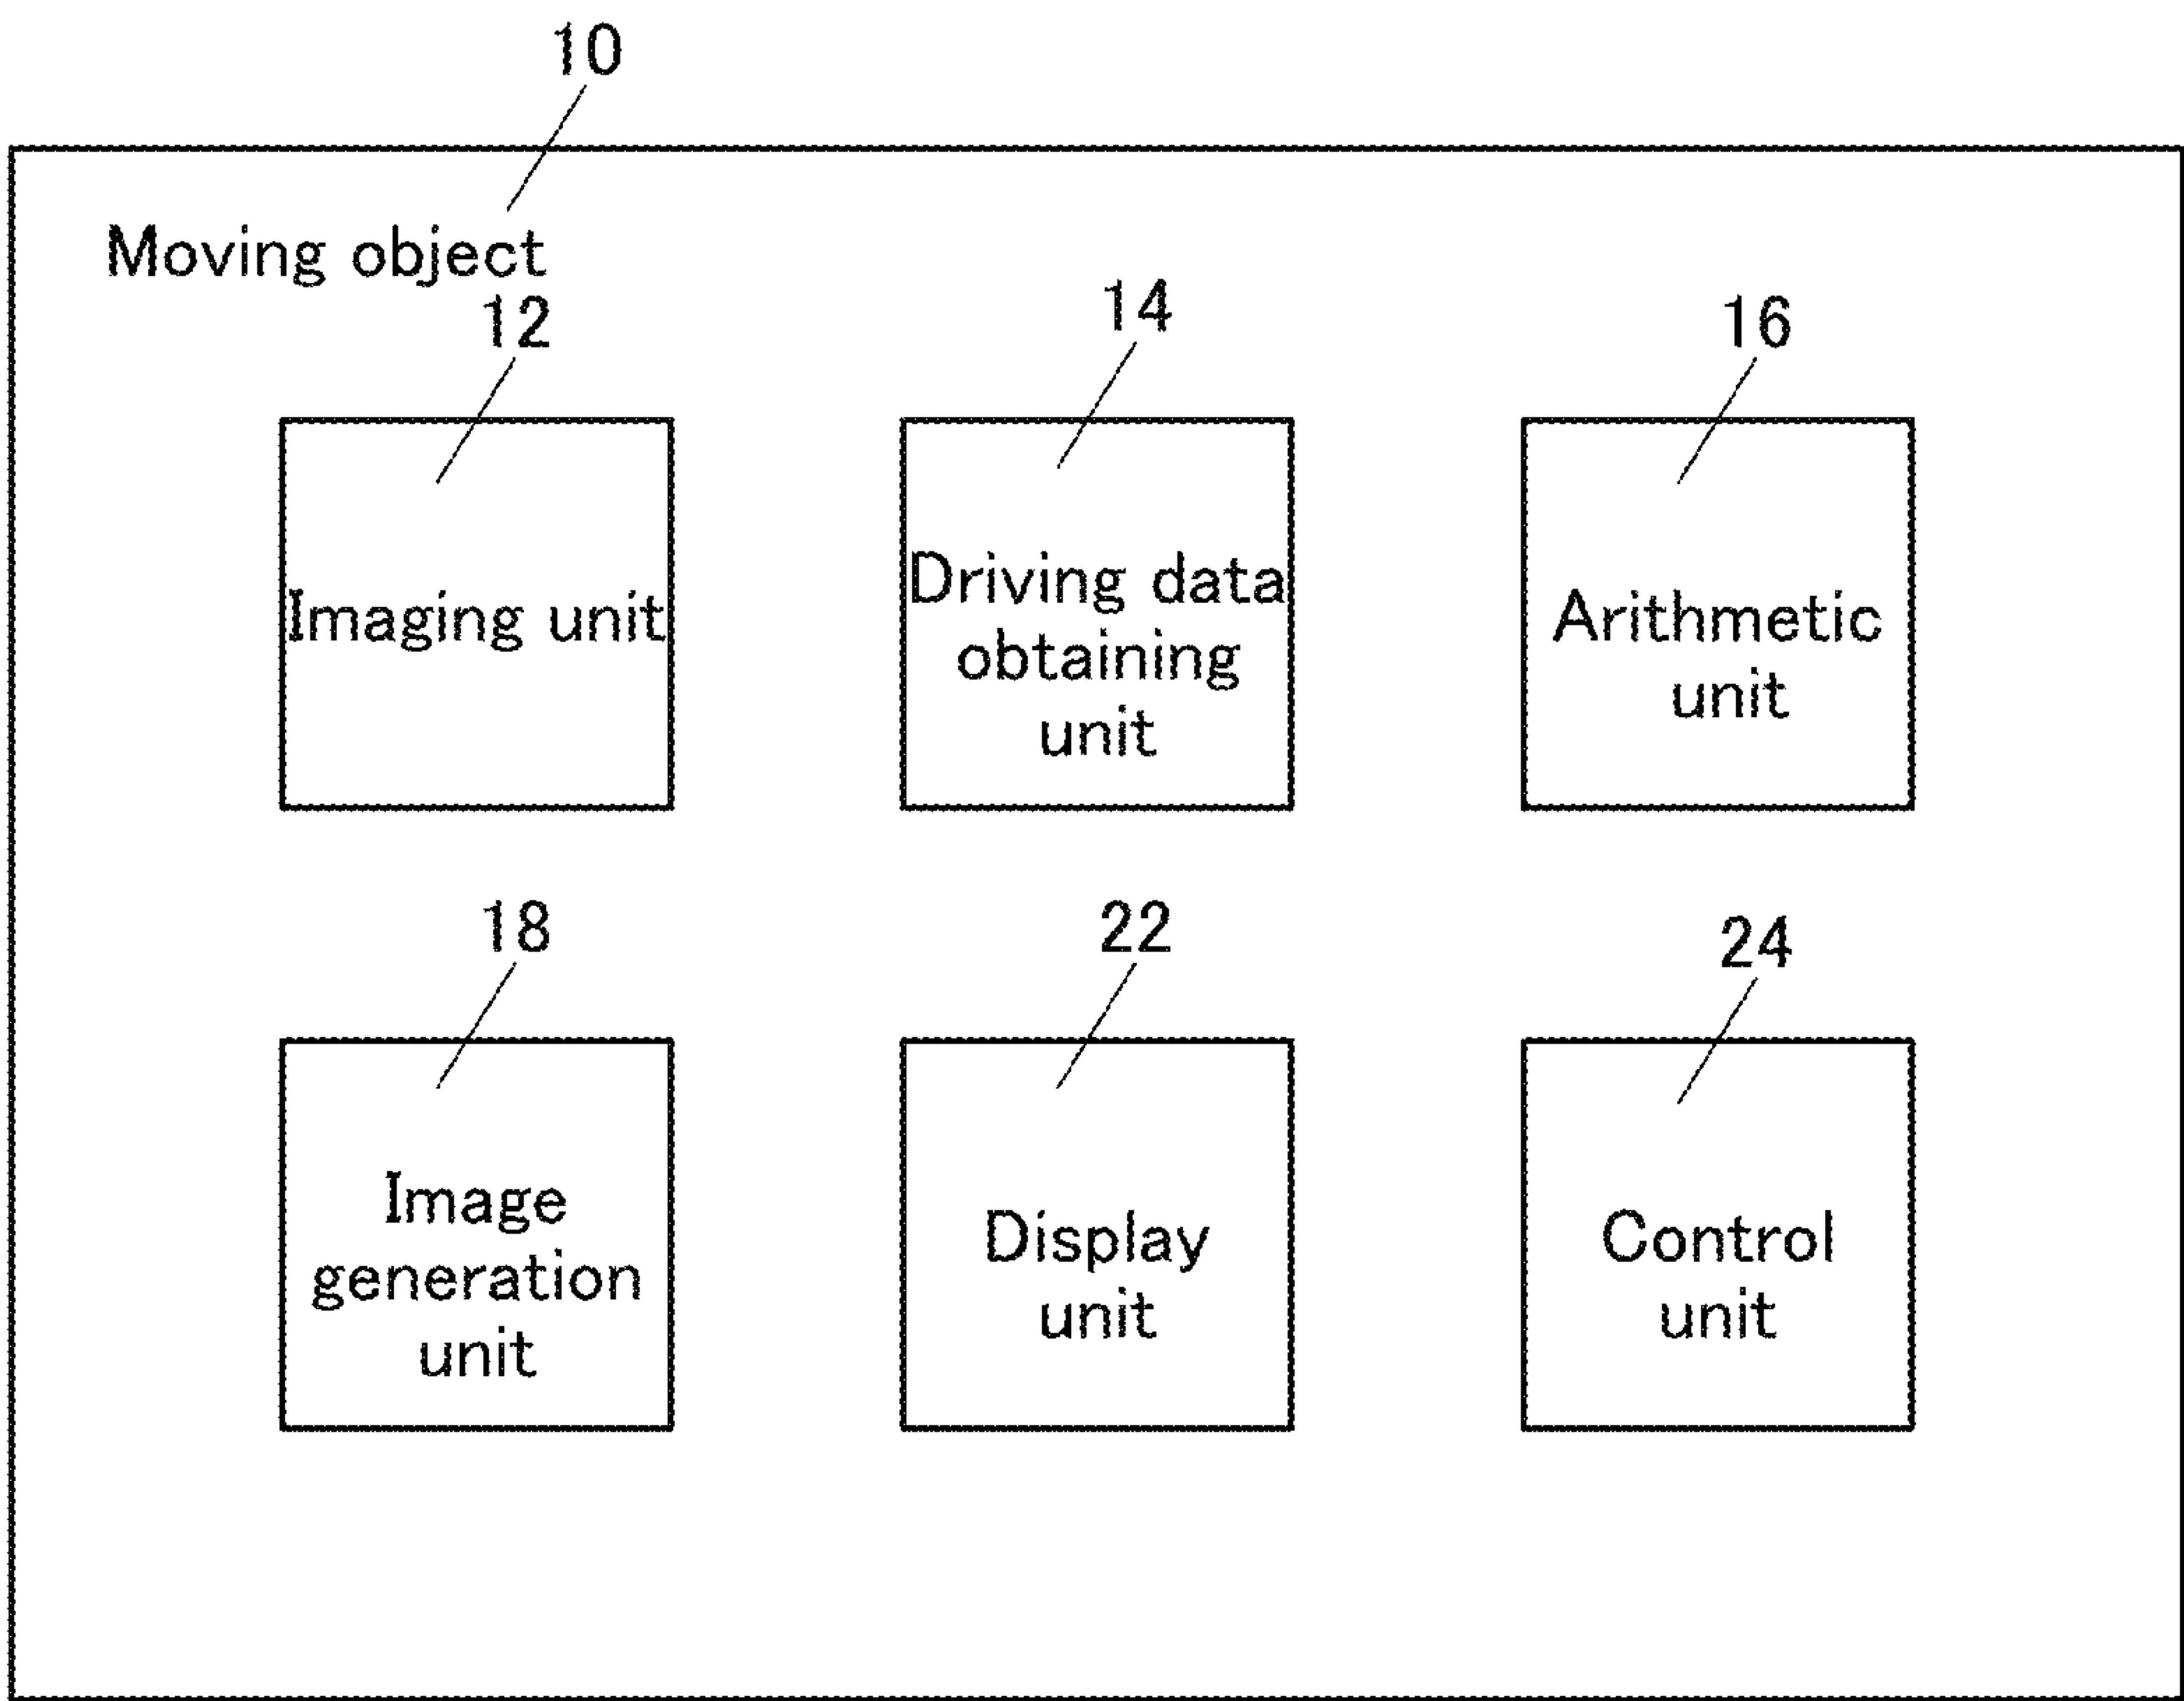 10
Moving object
12
14
16
Imaging unit
Driving data
obtaining
unit
Arithmetic
unit
18
22
24
Image
generation
unit
Display
unit
Control
unit